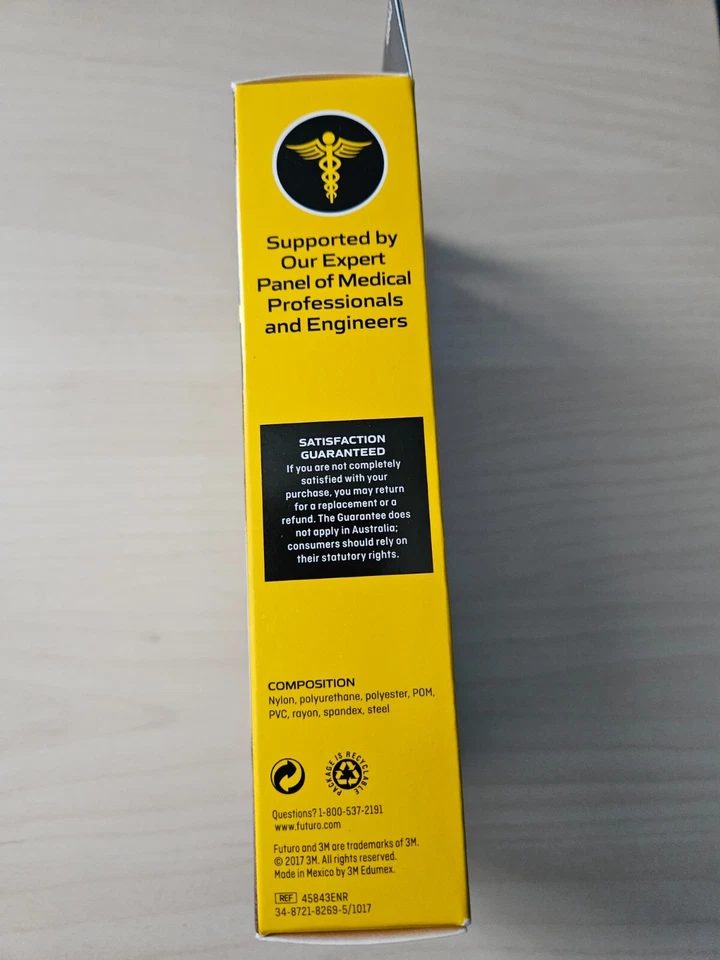 Supported by
Our Expert
Panel of Medical
Professionals
and Engineers
SATISFACTION
GUARANTEED
If you are not completely
satisfied with your
purchase, you may return
for a replacement or a
refund. The Guarantee does
not apply in Australia;
consumers should rely on
their statutory rights.
COMPOSITION
Nylon, polyurethane, polyester, POM,
PVC, rayon, spandex, steel
PACKAGE IS RECYCLABLE
Questions? 1-800-537-2191
www.futuro.com
Futuro and 3M are trademarks of 3M.
© 2017 3M. All rights reserved.
Made in Mexico by 3M Edumex.
REF 45843ENR
34-8721-8269-5/1017